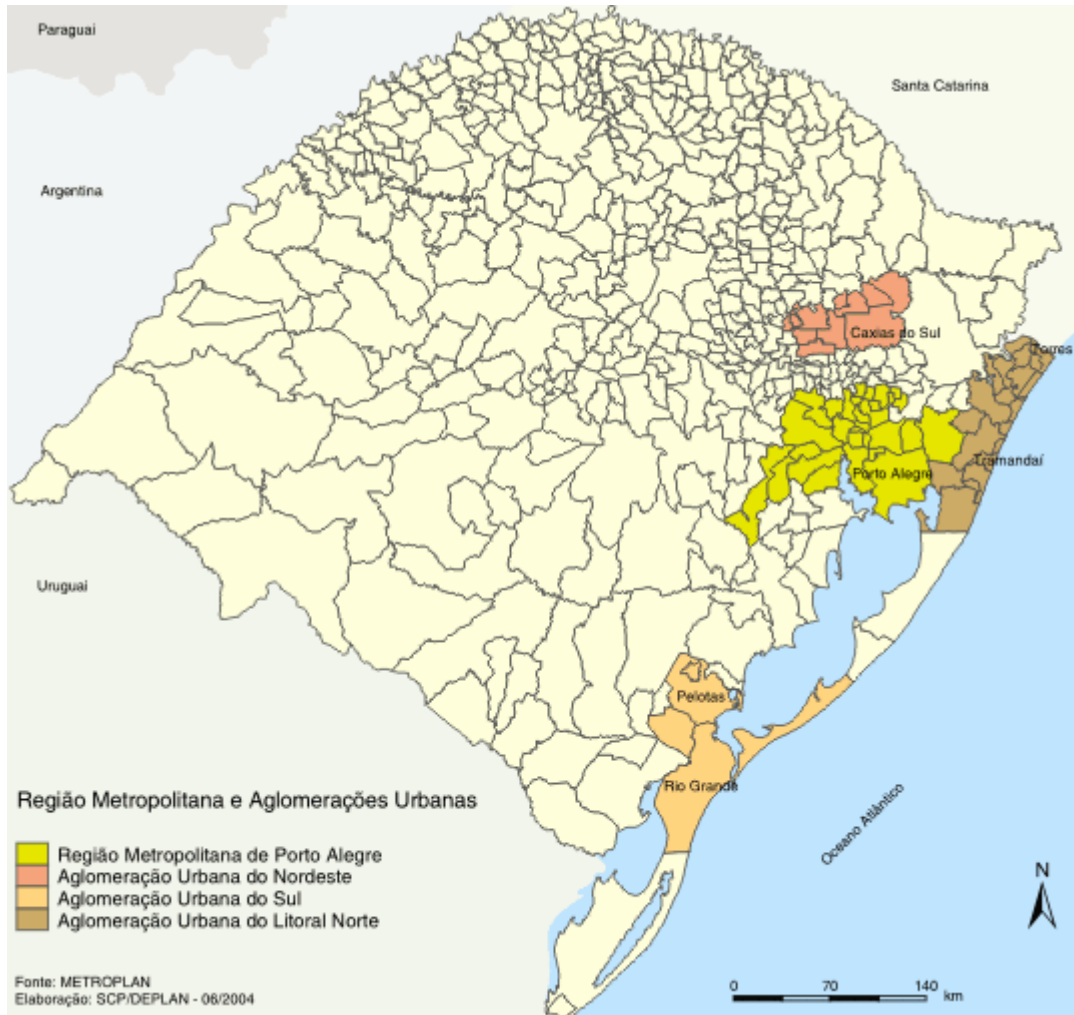 Paraguai
Santa Catarina
Argentina
Caxias do Sul
Torres
Tramandaí
Porto Alegre
Uruguai
Pelotas
Rio Grande
Oceano Atlântico
Região Metropolitana e Aglomerações Urbanas
Região Metropolitana de Porto Alegre
Aglomeração Urbana do Nordeste
Aglomeração Urbana do Sul
Aglomeração Urbana do Litoral Norte
N
Fonte: METROPLAN
Elaboração: SCP/DEPLAN - 06/2004
0 70 140
km